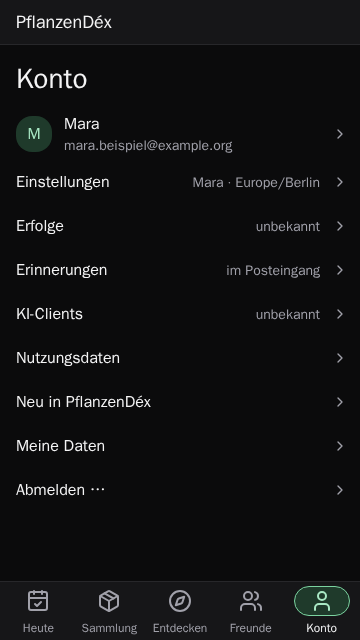 PflanzenDéx
Konto
M
Mara
mara.beispiel@example.org
Einstellungen Mara · Europe/Berlin
Erfolge unbekannt
Erinnerungen im Posteingang
KI-Clients unbekannt
Nutzungsdaten
Neu in PflanzenDéx
Meine Daten
Abmelden ···
Heute Sammlung Entdecken Freunde Konto